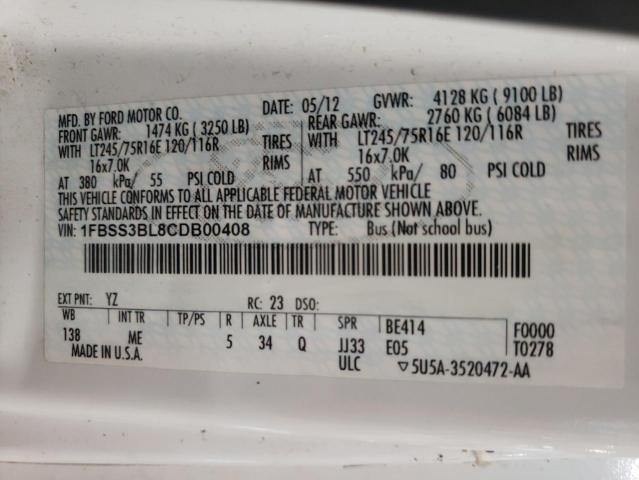 MFD. BY FORD MOTOR CO. DATE: 05/12 GVWR: 4128 KG ( 9100 LB)
FRONT GAWR: 1474 KG ( 3250 LB) REAR GAWR: 2760 KG ( 6084 LB)
WITH LT245/75R16E 120/116R TIRES WITH LT245/75R16E 120/116R TIRES
16x7.0K RIMS 16x7.0K RIMS
AT 380 kPa/ 55 PSI COLD AT 550 kPa/ 80 PSI COLD
THIS VEHICLE CONFORMS TO ALL APPLICABLE FEDERAL MOTOR VEHICLE
SAFETY STANDARDS IN EFFECT ON THE DATE OF MANUFACTURE SHOWN ABOVE.
VIN: 1FBSS3BL8CDB00408 TYPE: Bus (Not school bus)
EXT PNT: YZ RC: 23 DSO:
WB INT TR TP/PS R AXLE TR SPR BE414 F0000
138 ME 5 34 Q JJ33 E05 T0278
MADE IN U.S.A. ULC ▽5U5A-3520472-AA